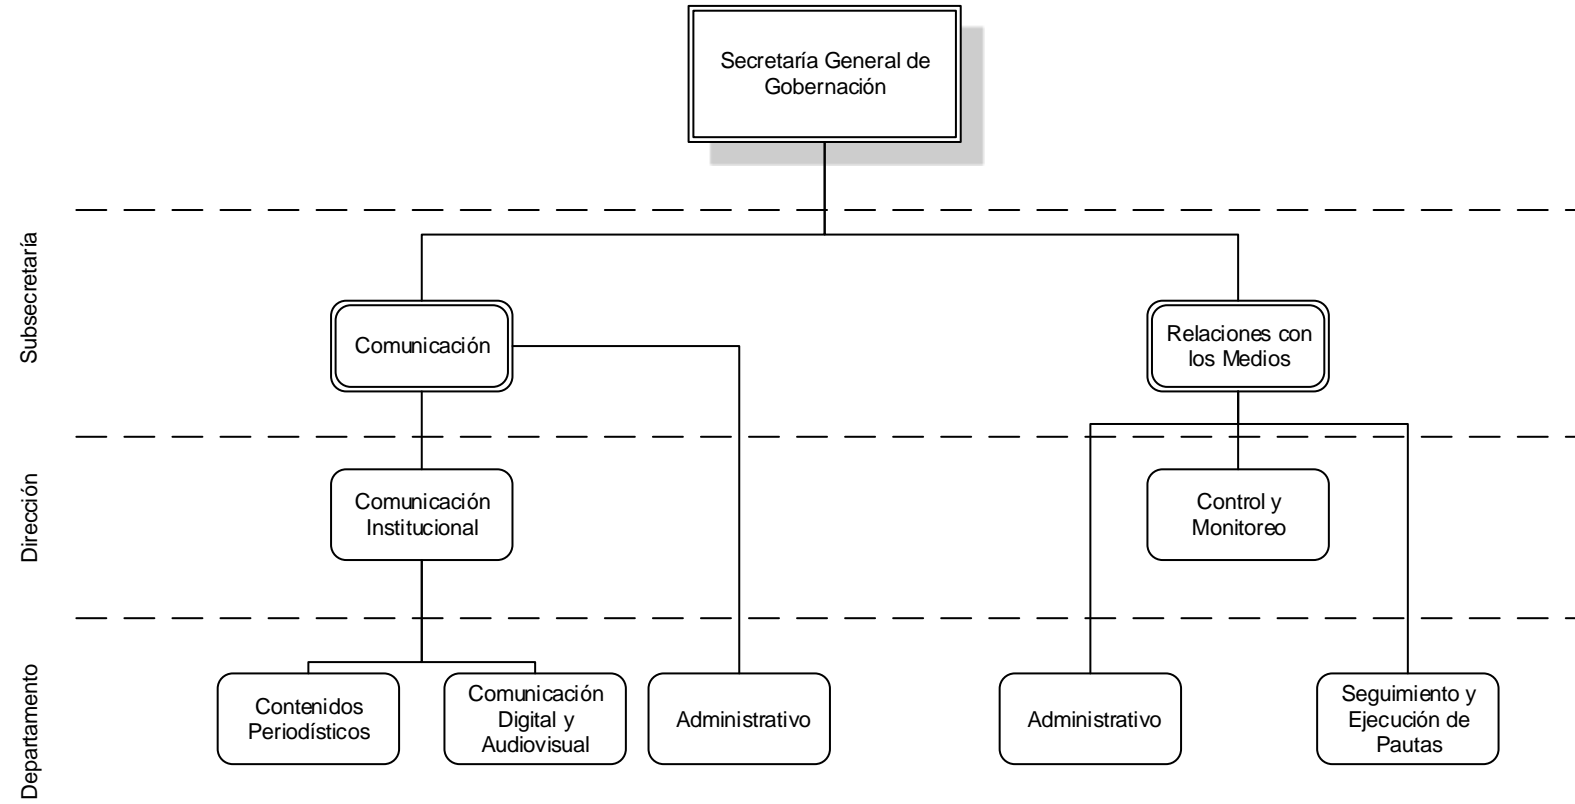 Secretaría General de
Gobernación
Subsecretaría
Comunicación
Relaciones con
los Medios
Dirección
Comunicación
Institucional
Control y
Monitoreo
Departamento
Contenidos
Periodísticos
Comunicación
Digital y
Audiovisual
Administrativo
Administrativo
Seguimiento y
Ejecución de
Pautas